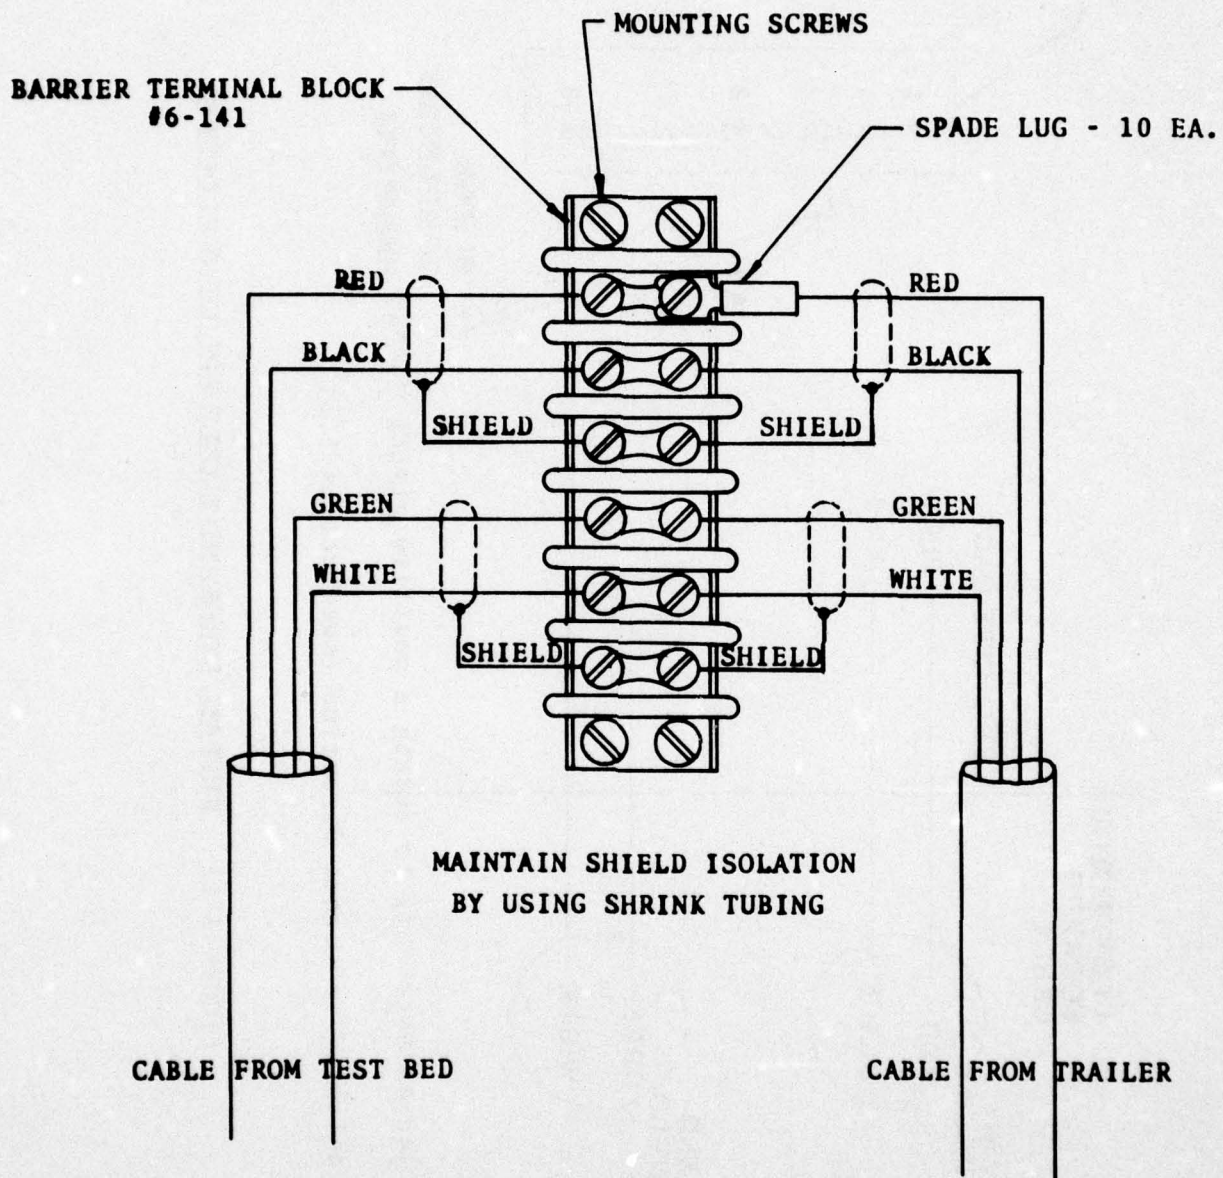 MOUNTING SCREWS
BARRIER TERMINAL BLOCK
#6-141
SPADE LUG - 10 EA.
RED
RED
BLACK
BLACK
SHIELD
SHIELD
GREEN
GREEN
WHITE
WHITE
SHIELD
SHIELD
MAINTAIN SHIELD ISOLATION
BY USING SHRINK TUBING
CABLE FROM TEST BED
CABLE FROM TRAILER